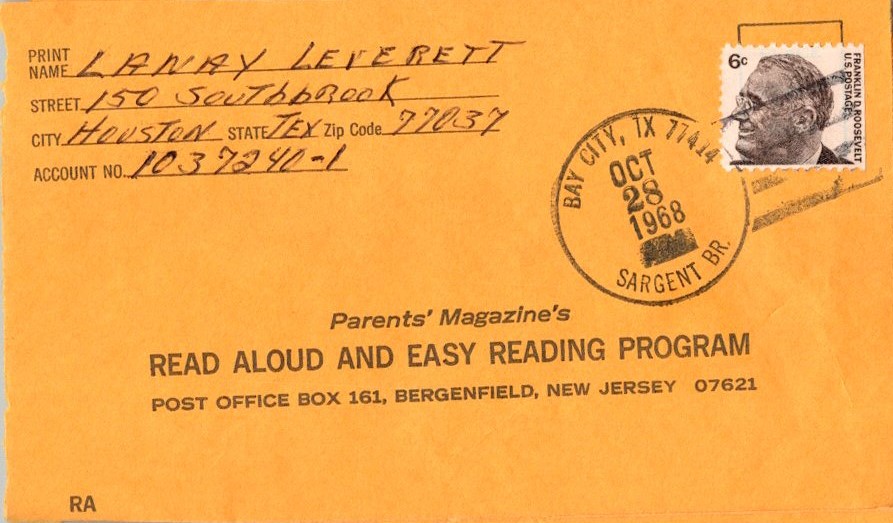 PRINT NAME LANAY LEVERETT
STREET 150 Southbrook
CITY Houston STATE TEX Zip Code 77037
ACCOUNT NO. 1037240-1
6c
FRANKLIN D. ROOSEVELT
U.S. POSTAGE
BAY CITY, TX 77414
OCT
28
1968
SARGENT BR.
Parents' Magazine's
READ ALOUD AND EASY READING PROGRAM
POST OFFICE BOX 161, BERGENFIELD, NEW JERSEY 07621
RA